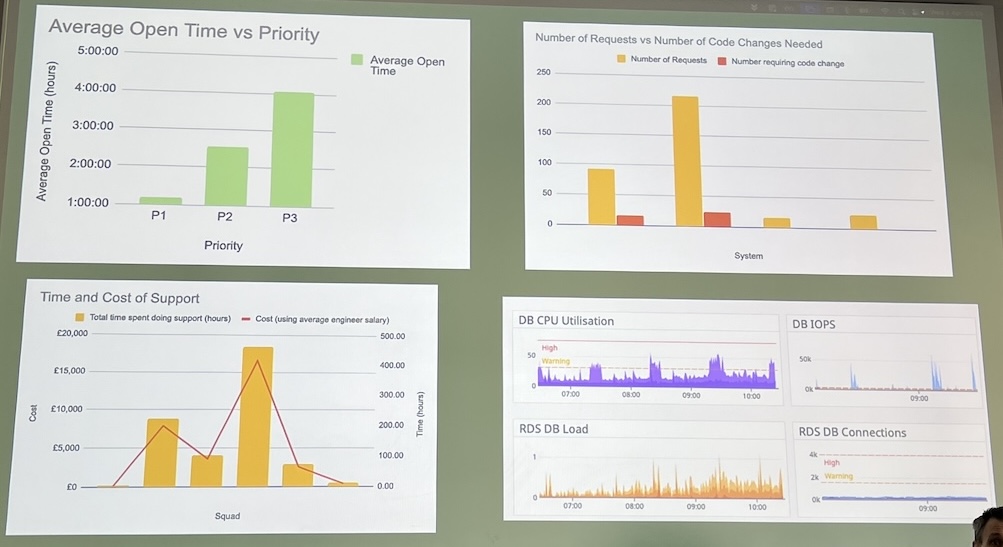 Average Open Time vs Priority
Average Open Time (hours)
5:00:00
4:00:00
3:00:00
2:00:00
1:00:00
Average Open
Time
P1
P2
P3
Priority
Number of Requests vs Number of Code Changes Needed
Number of Requests
Number requiring code change
250
200
150
100
50
0
System
Time and Cost of Support
Total time spent doing support (hours)
Cost (using average engineer salary)
Cost
£20,000
£15,000
£10,000
£5,000
£0
500.00
400.00
300.00
200.00
100.00
0.00
Time (hours)
Squad
DB CPU Utilisation
High
50
Warning
0
07:00
08:00
09:00
10:00
DB IOPS
50k
0k
09:00
RDS DB Load
1
0
07:00
08:00
09:00
10:00
RDS DB Connections
4k
High
2k
Warning
0k
09:00